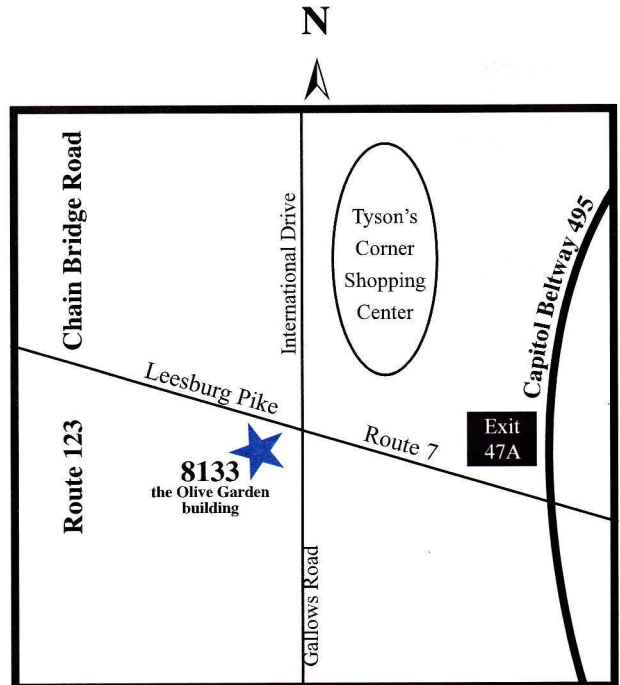 N
Chain Bridge Road
International Drive
Tyson's
Corner
Shopping
Center
Capitol Beltway 495
Leesburg Pike
Route 7
Exit
47A
Route 123
8133
the Olive Garden
building
Gallows Road